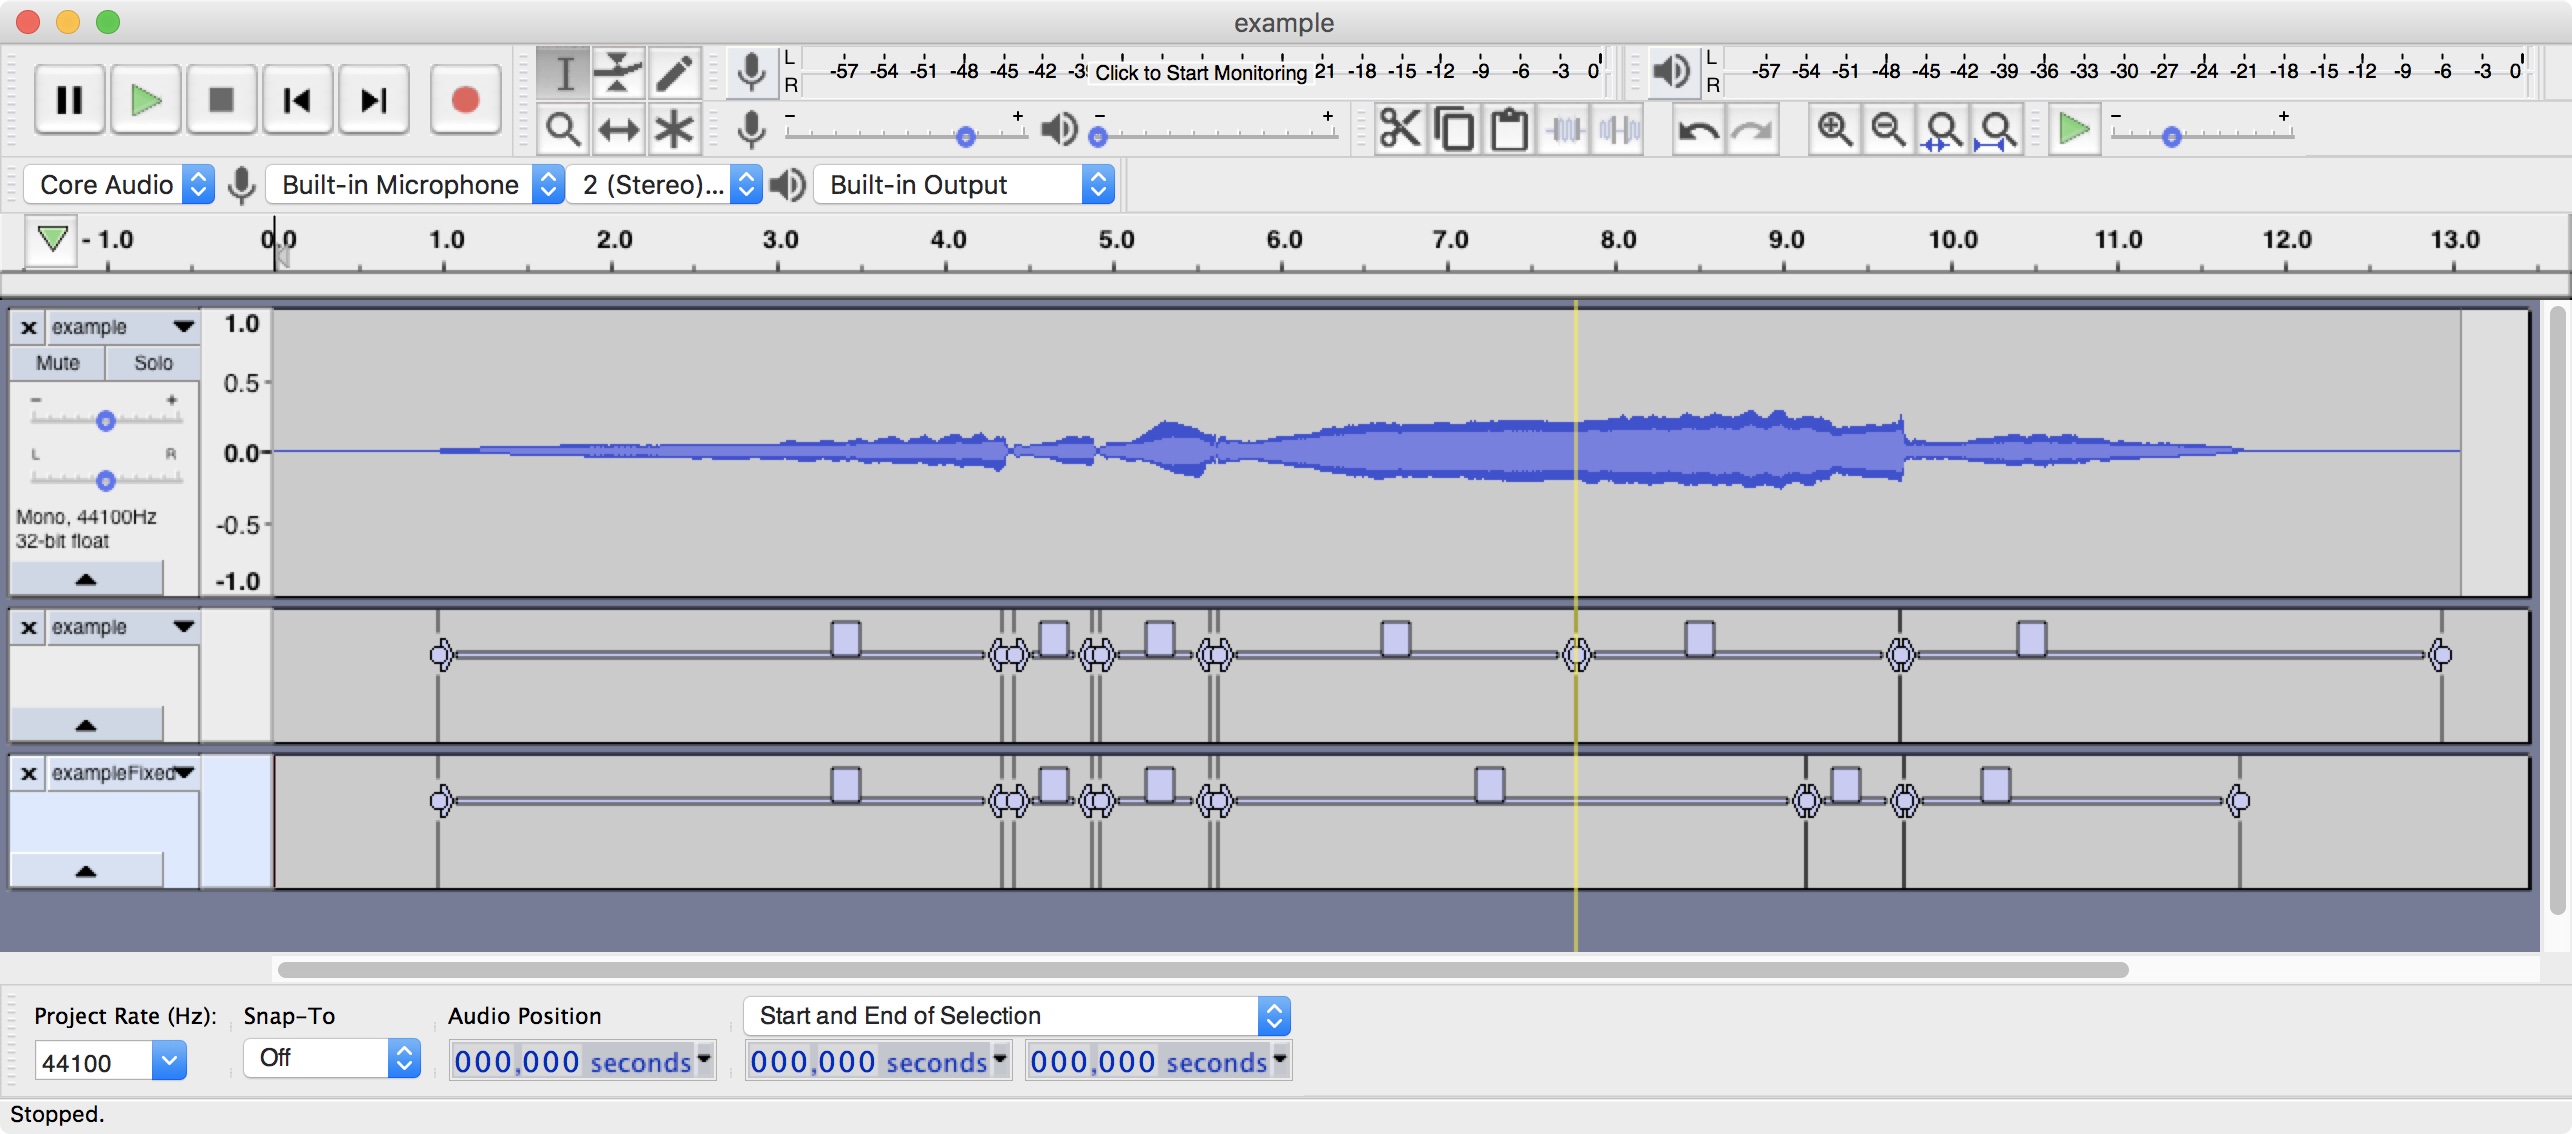 example
L
R
-57 -54 -51 -48 -45 -42 -3 Click to Start Monitoring 21 -18 -15 -12 -9 -6 -3 0
L
R
-57 -54 -51 -48 -45 -42 -39 -36 -33 -30 -27 -24 -21 -18 -15 -12 -9 -6 -3 0
- + - +
- +
Core Audio Built-in Microphone 2 (Stereo)... Built-in Output
- 1.0 0.0 1.0 2.0 3.0 4.0 5.0 6.0 7.0 8.0 9.0 10.0 11.0 12.0 13.0
x example 1.0
Mute Solo
0.5
- +
L R 0.0
Mono, 44100Hz
-0.5
32-bit float
-1.0
x example
x exampleFixed
Project Rate (Hz): Snap-To Audio Position Start and End of Selection
44100 Off 000,000 seconds 000,000 seconds 000,000 seconds
Stopped.